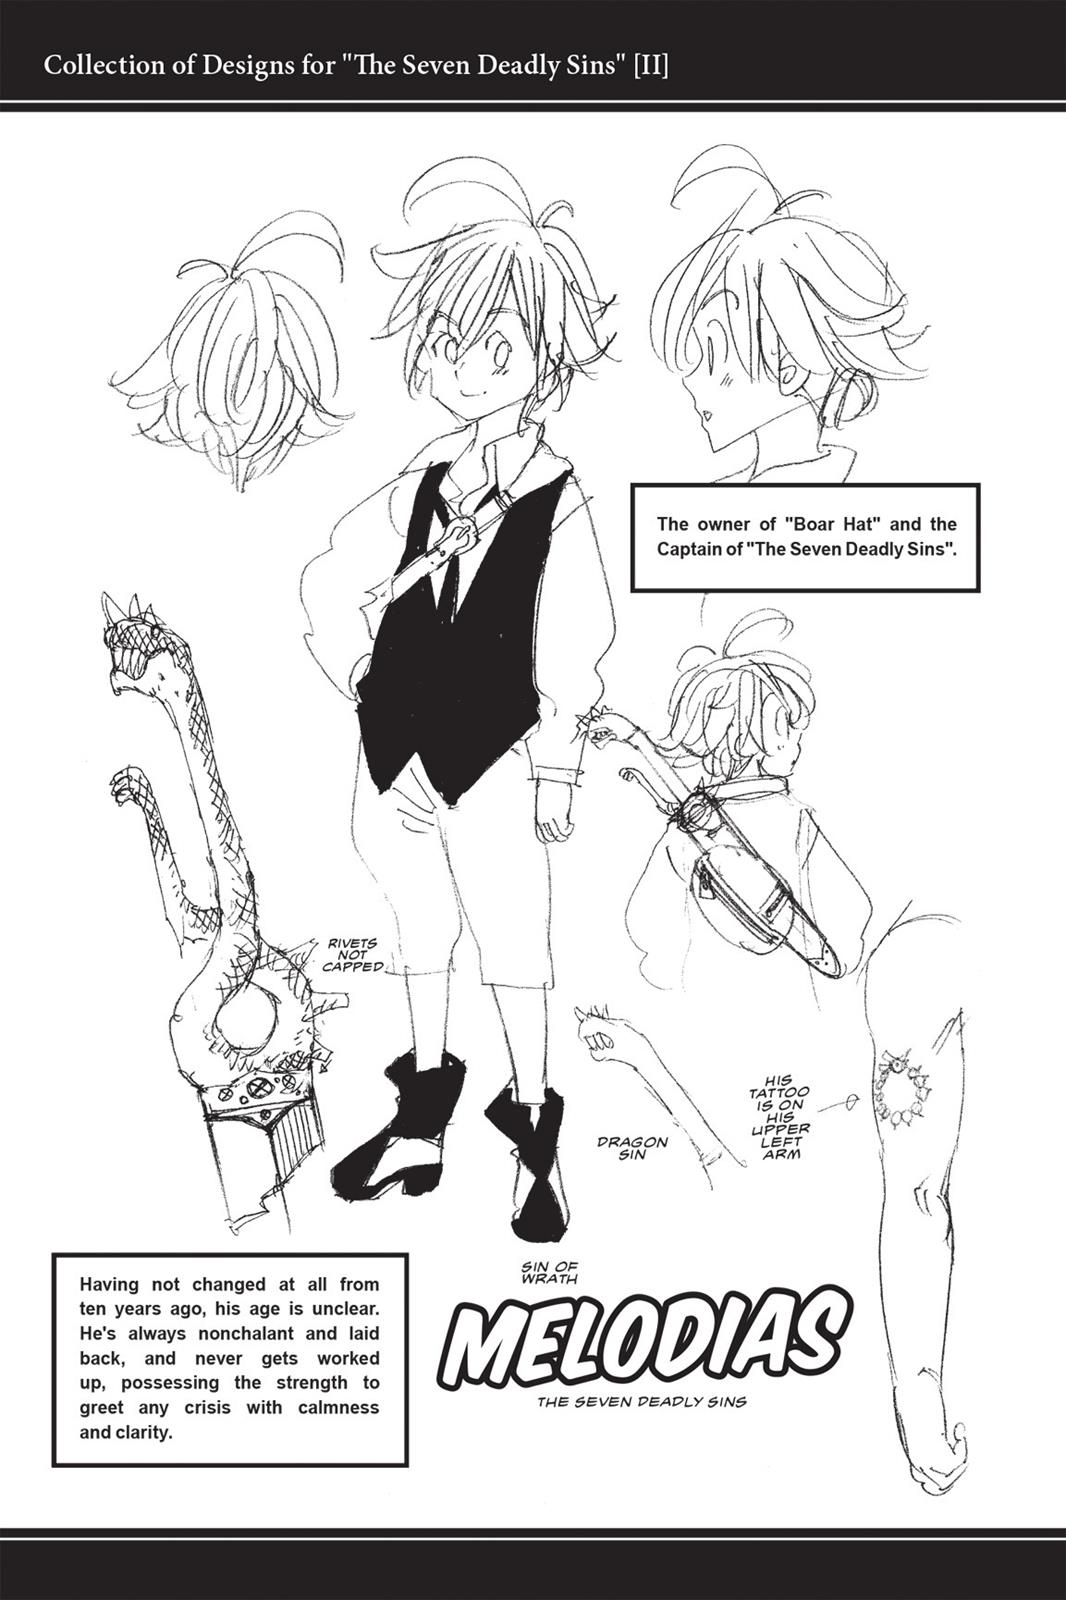 Collection of Designs for "The Seven Deadly Sins" [II]
The owner of "Boar Hat" and the
Captain of "The Seven Deadly Sins".
RIVETS
NOT
CAPPED
DRAGON
SIN
HIS
TATTOO
IS ON
HIS
UPPER
LEFT
ARM
Having not changed at all from
ten years ago, his age is unclear.
He's always nonchalant and laid
back, and never gets worked
up, possessing the strength to
greet any crisis with calmness
and clarity.
SIN OF
WRATH
MELODIAS
THE SEVEN DEADLY SINS